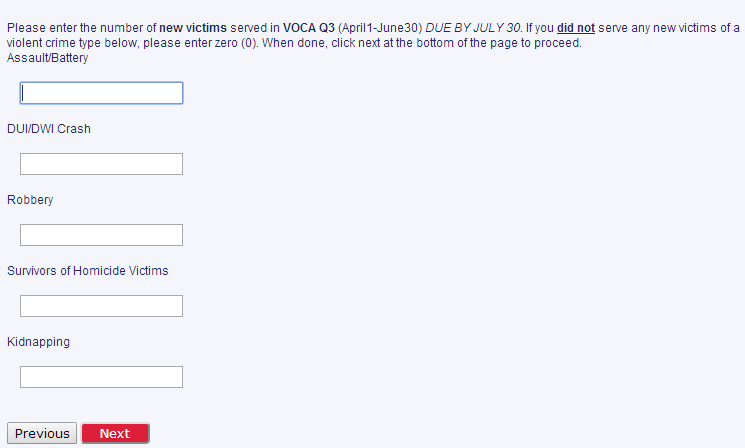 Please enter the number of new victims served in VOCA Q3 (April1-June30) DUE BY JULY 30. If you did not serve any new victims of a
violent crime type below, please enter zero (0). When done, click next at the bottom of the page to proceed.
Assault/Battery
DUI/DWI Crash
Robbery
Survivors of Homicide Victims
Kidnapping
Previous Next